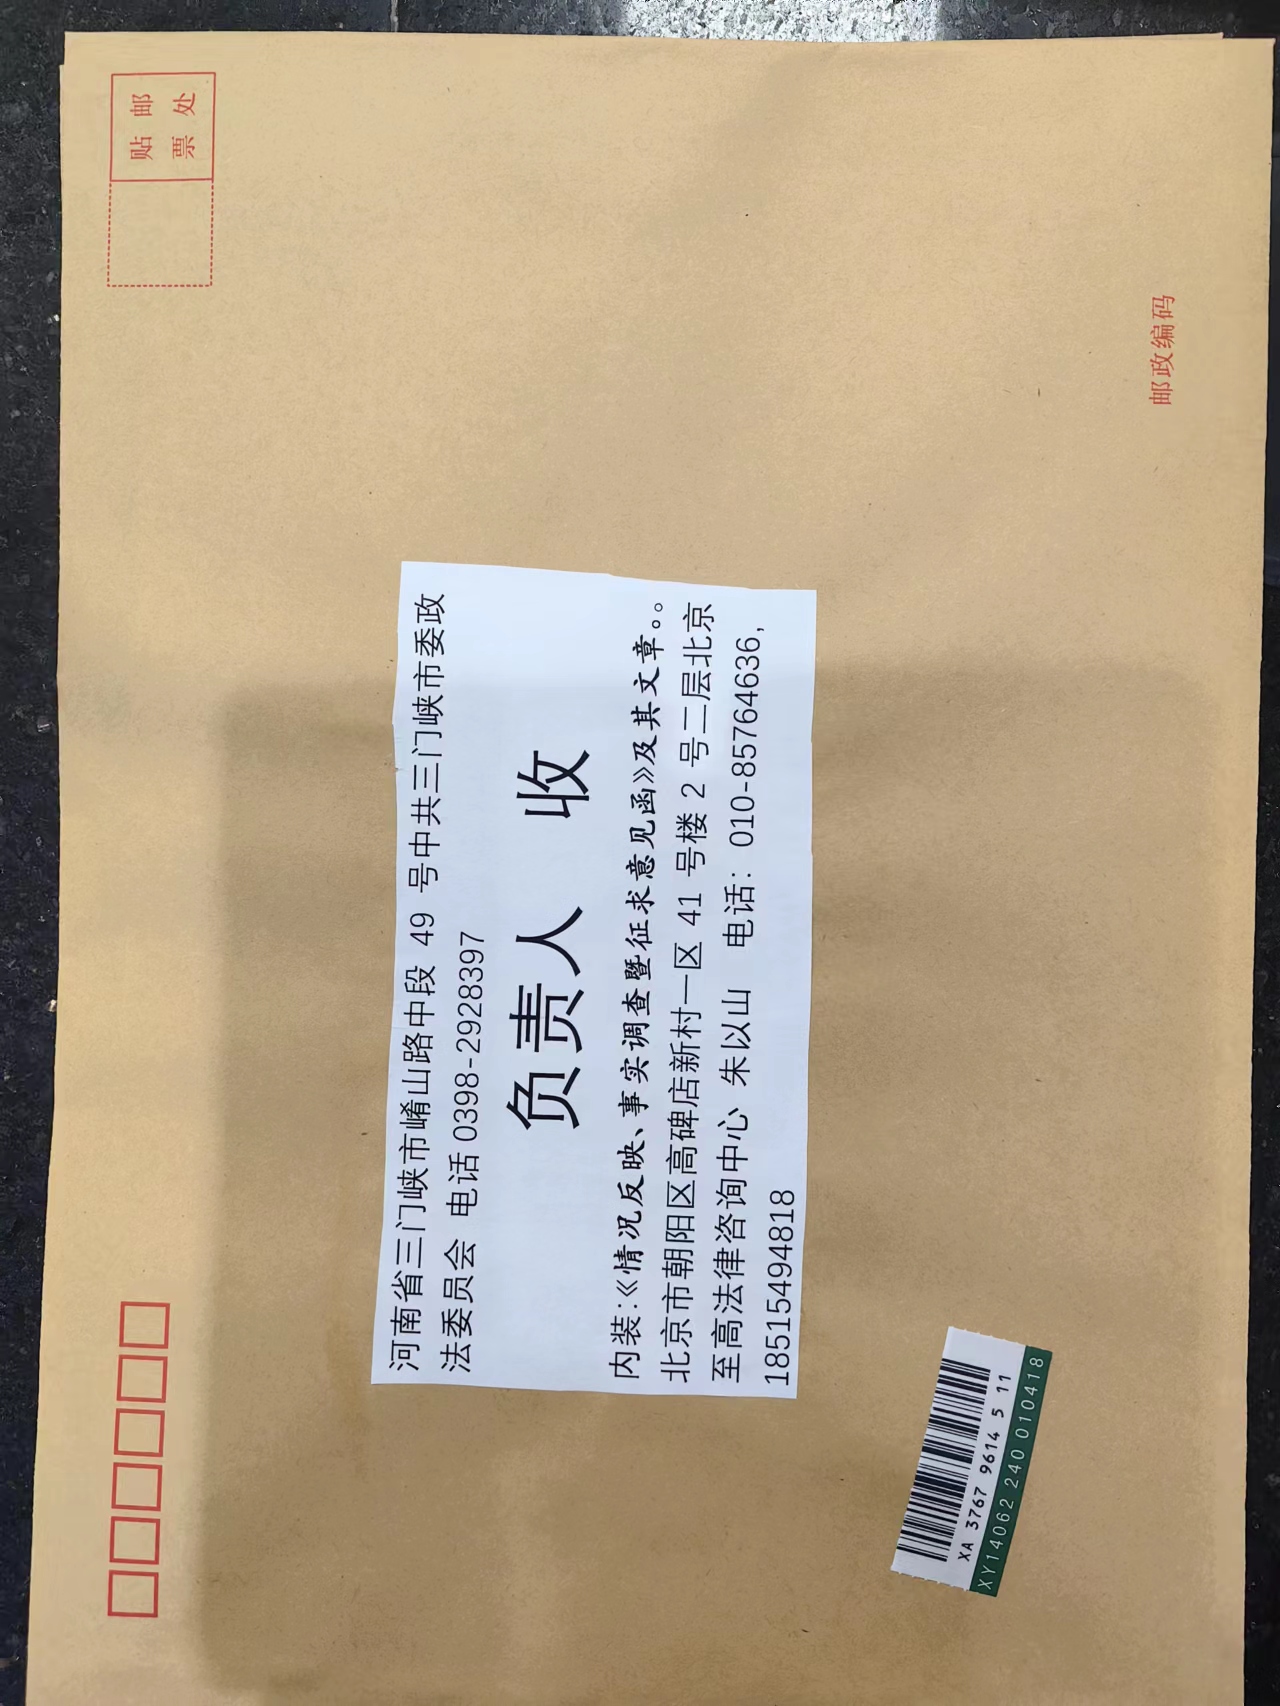 贴邮
票处
河南省三门峡市崤山路中段 49 号中共三门峡市委政
法委员会 电话 0398-2928397
负责人 收
内装:《情况反映、事实调查暨征求意见函》及其文章。。
北京市朝阳区高碑店新村一区 41 号楼 2 号二层北京
至高法律咨询中心 朱以山 电话：010-85764636,
18515494818
XA 3767 9614 5 11
XY14062 240 010418
邮政编码